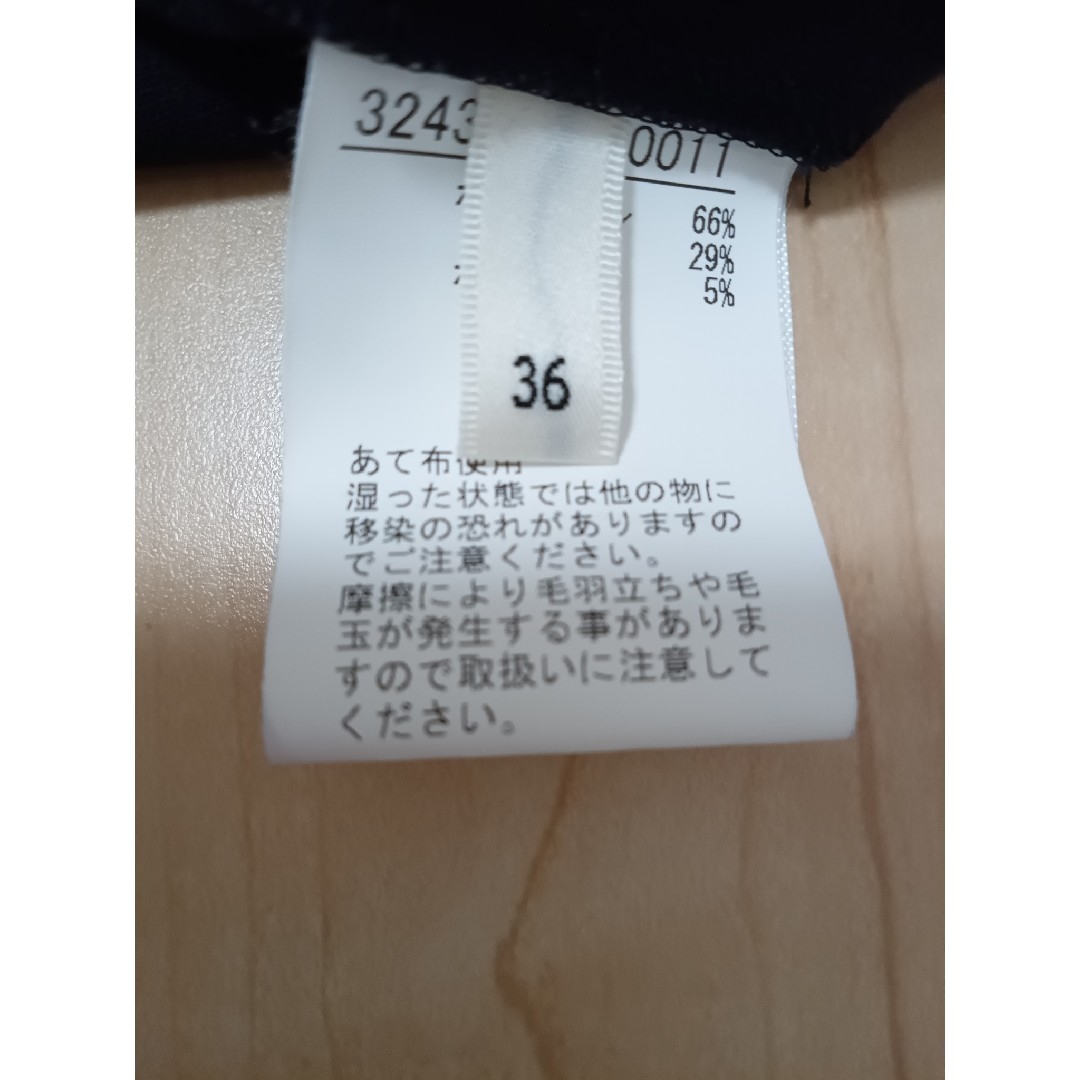 3243 0011
66%
29%
5%
36
あて布使用
湿った状態では他の物に
移染の恐れがありますの
でご注意ください。
摩擦により毛羽立ちや毛
玉が発生する事がありま
すので取扱いに注意して
ください。